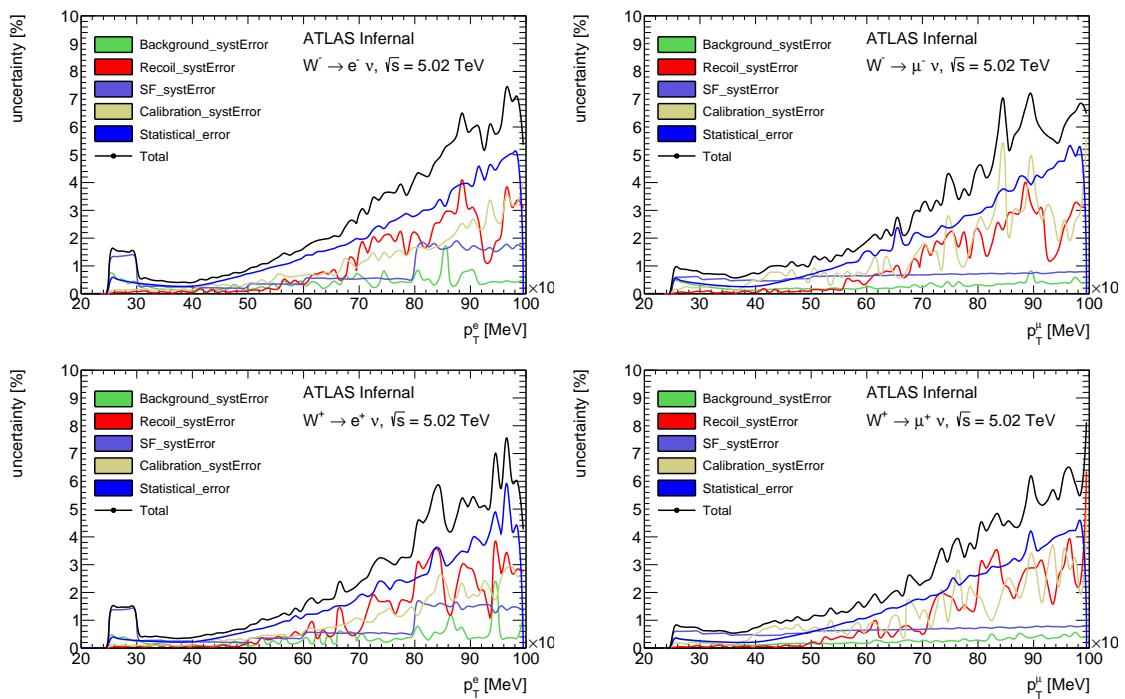 uncertainty [%]
10
9
8
7
6
5
4
3
2
1
0
ATLAS Internal
W⁻ → e⁻ ν, √s = 5.02 TeV
Background_systError
Recoil_systError
SF_systError
Calibration_systError
Statistical_error
Total
20 30 40 50 60 70 80 90 100
×10
p_T^e [MeV]
uncertainty [%]
10
9
8
7
6
5
4
3
2
1
0
ATLAS Internal
W⁻ → μ⁻ ν, √s = 5.02 TeV
Background_systError
Recoil_systError
SF_systError
Calibration_systError
Statistical_error
Total
20 30 40 50 60 70 80 90 100
×10
p_T^μ [MeV]
uncertainty [%]
10
9
8
7
6
5
4
3
2
1
0
ATLAS Internal
W⁺ → e⁺ ν, √s = 5.02 TeV
Background_systError
Recoil_systError
SF_systError
Calibration_systError
Statistical_error
Total
20 30 40 50 60 70 80 90 100
×10
p_T^e [MeV]
uncertainty [%]
10
9
8
7
6
5
4
3
2
1
0
ATLAS Internal
W⁺ → μ⁺ ν, √s = 5.02 TeV
Background_systError
Recoil_systError
SF_systError
Calibration_systError
Statistical_error
Total
20 30 40 50 60 70 80 90 100
×10
p_T^μ [MeV]